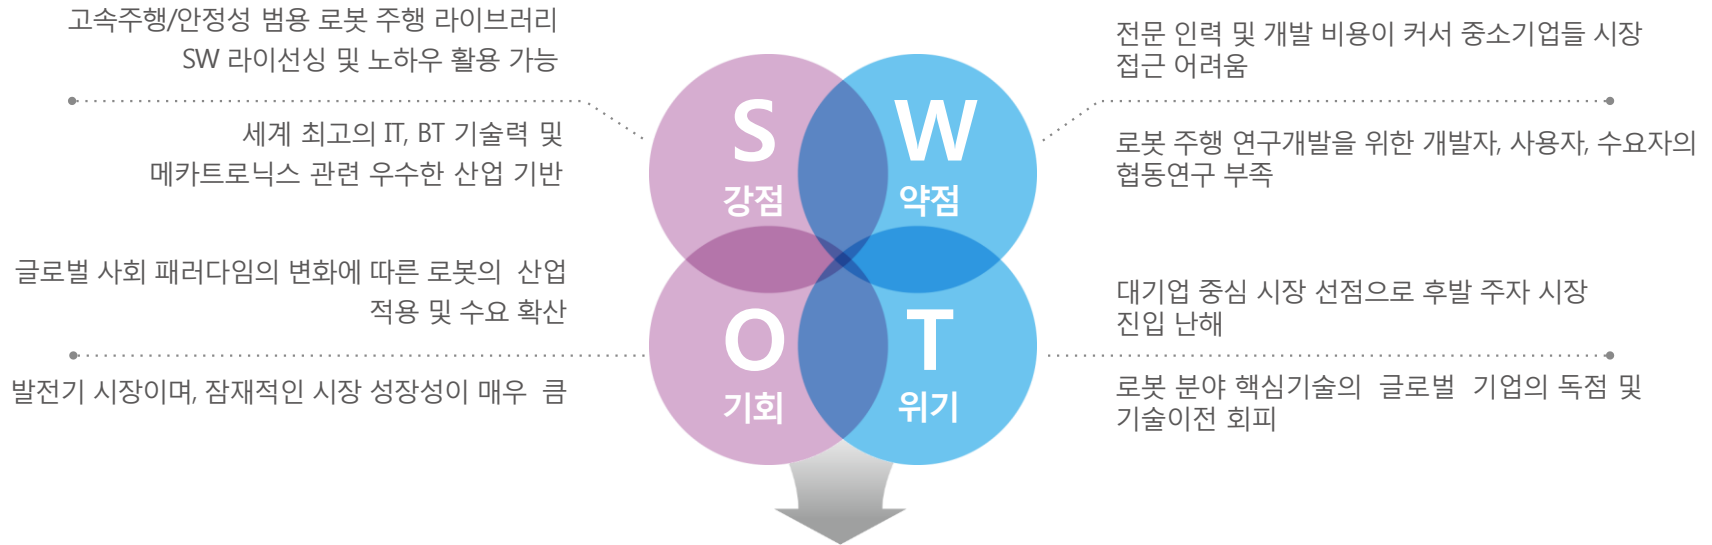 고속주행/안정성 범용 로봇 주행 라이브러리
SW 라이선싱 및 노하우 활용 가능
세계 최고의 IT, BT 기술력 및
메카트로닉스 관련 우수한 산업 기반
S
강점
W
약점
전문 인력 및 개발 비용이 커서 중소기업들 시장
접근 어려움
로봇 주행 연구개발을 위한 개발자, 사용자, 수요자의
협동연구 부족
글로벌 사회 패러다임의 변화에 따른 로봇의 산업
적용 및 수요 확산
발전기 시장이며, 잠재적인 시장 성장성이 매우 큼
O
기회
T
위기
대기업 중심 시장 선점으로 후발 주자 시장
진입 난해
로봇 분야 핵심기술의 글로벌 기업의 독점 및
기술이전 회피